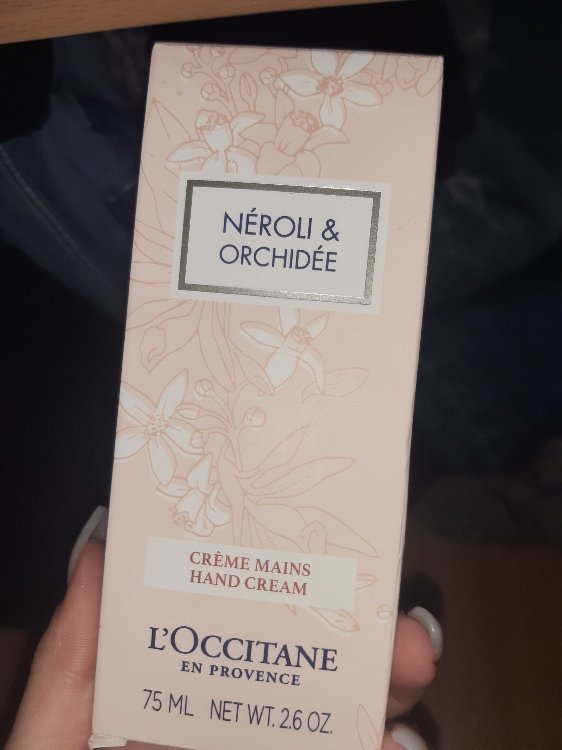 NÉROLI &
ORCHIDÉE
CRÈME MAINS
HAND CREAM
L'OCCITANE
EN PROVENCE
75 ML NET WT. 2.6 OZ.